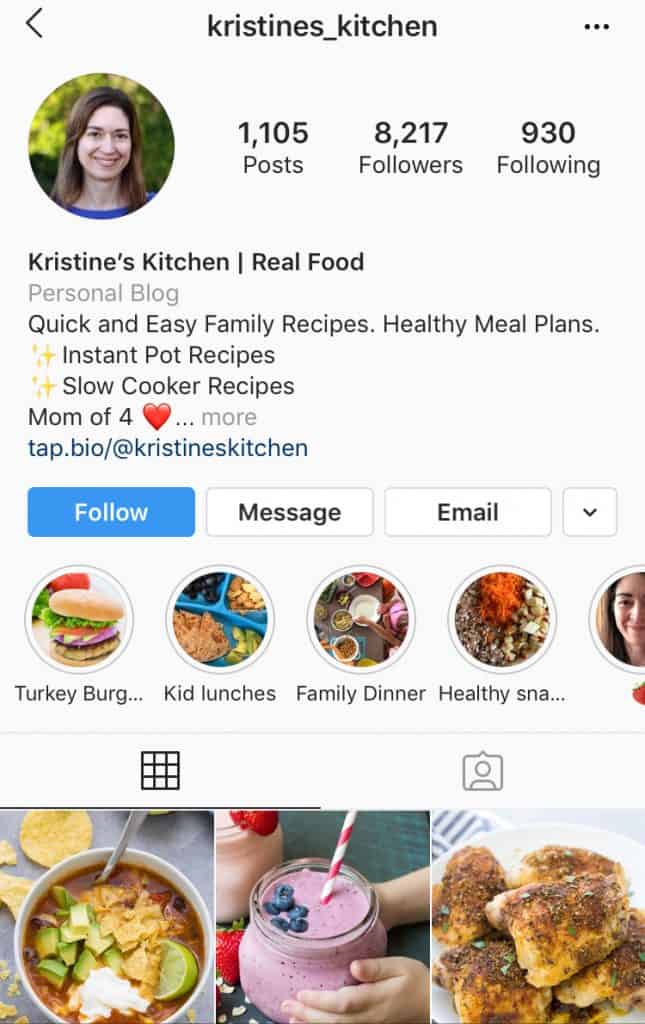 kristines_kitchen
1,105 8,217 930
Posts Followers Following
Kristine’s Kitchen | Real Food
Personal Blog
Quick and Easy Family Recipes. Healthy Meal Plans.
✨ Instant Pot Recipes
✨ Slow Cooker Recipes
Mom of 4 ❤️... more
tap.bio/@kristineskitchen
Follow Message Email
Turkey Burg... Kid lunches Family Dinner Healthy sna...